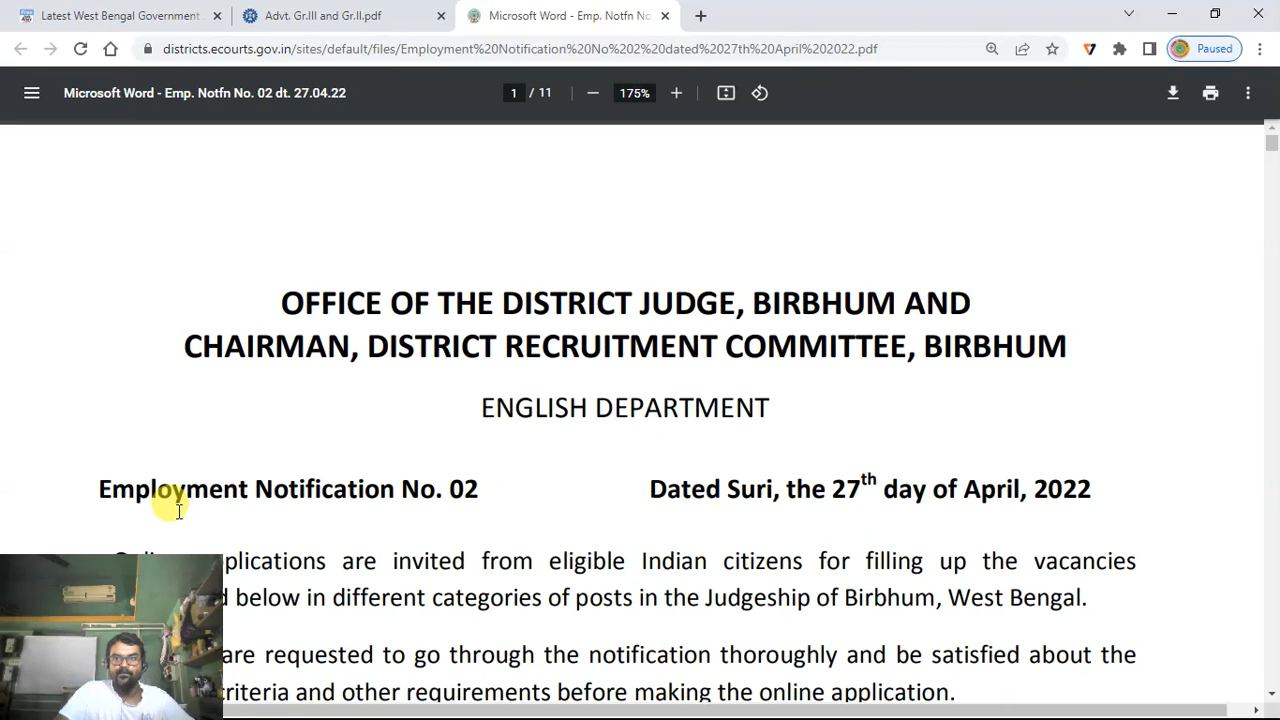 Latest West Bengal Government
Advt. Gr.III and Gr.II.pdf
Microsoft Word - Emp. Notfn No
districts.ecourts.gov.in/sites/default/files/Employment%20Notification%20No%202%20dated%2027th%20April%202022.pdf
Paused
Microsoft Word - Emp. Notfn No. 02 dt. 27.04.22
1 / 11
175%
OFFICE OF THE DISTRICT JUDGE, BIRBHUM AND
CHAIRMAN, DISTRICT RECRUITMENT COMMITTEE, BIRBHUM
ENGLISH DEPARTMENT
Employment Notification No. 02
Dated Suri, the 27th day of April, 2022
applications are invited from eligible Indian citizens for filling up the vacancies
below in different categories of posts in the Judgeship of Birbhum, West Bengal.
are requested to go through the notification thoroughly and be satisfied about the
criteria and other requirements before making the online application.